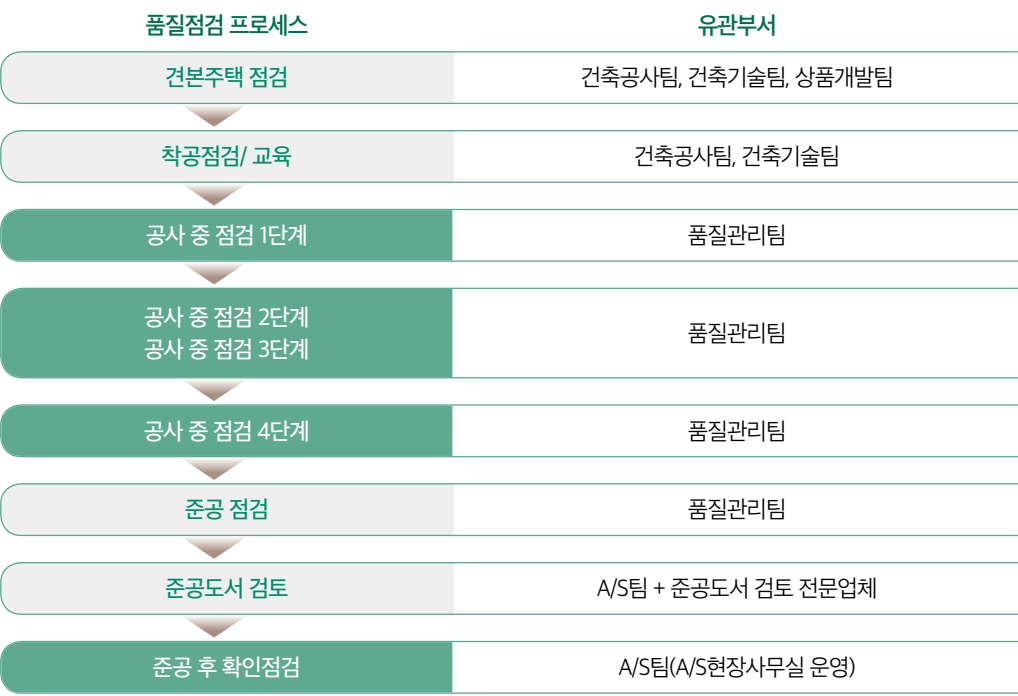 품질점검 프로세스 유관부서
견본주택 점검 건축공사팀, 건축기술팀, 상품개발팀
착공점검/ 교육 건축공사팀, 건축기술팀
공사 중 점검 1단계 품질관리팀
공사 중 점검 2단계
공사 중 점검 3단계
품질관리팀
공사 중 점검 4단계 품질관리팀
준공 점검 품질관리팀
준공도서 검토 A/S팀 + 준공도서 검토 전문업체
준공 후 확인점검 A/S팀(A/S현장사무실 운영)